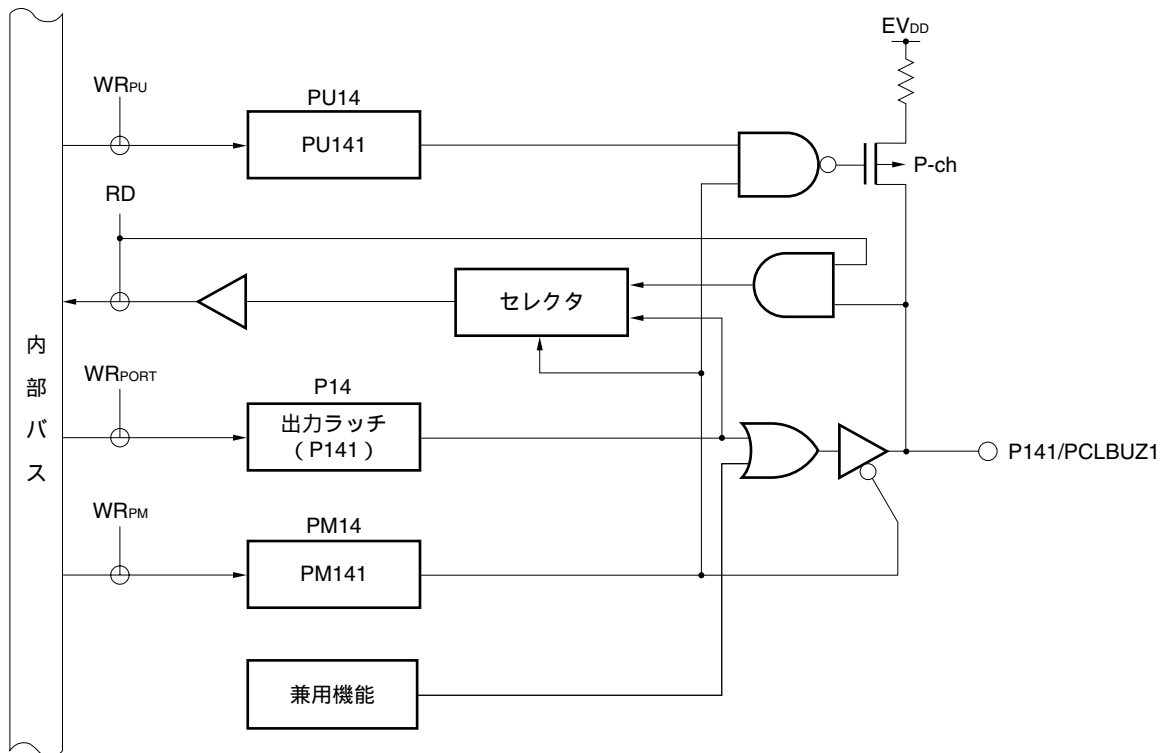 EVDD
WRPU
PU14
PU141
P-ch
RD
セレクタ
内部バス
WRPORT
P14
出力ラッチ
（P141）
P141/PCLBUZ1
WRPM
PM14
PM141
兼用機能